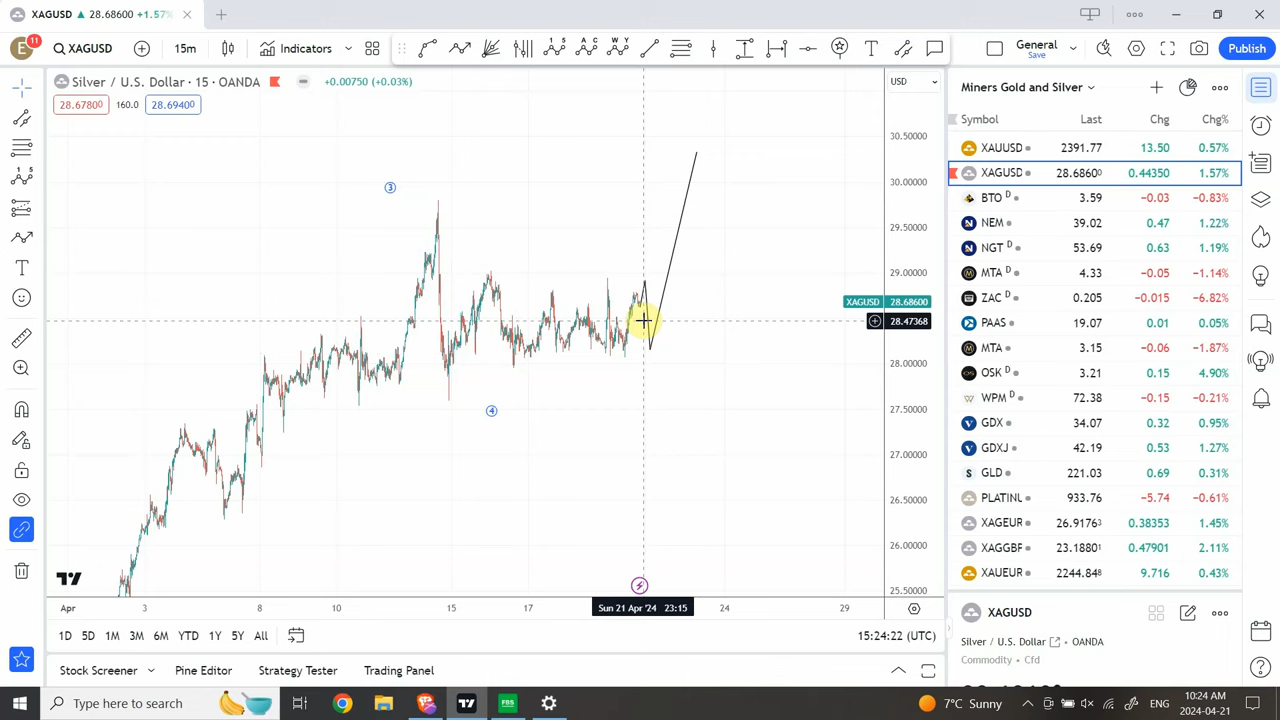 XAGUSD ▲ 28.68600 +1.57%
E 11 XAGUSD 15m Indicators General Save Publish
Silver / U.S. Dollar · 15 · OANDA +0.00750 (+0.03%) USD
28.67800 160.0 28.69400
30.50000
30.00000
29.50000
29.00000
XAGUSD 28.68600
28.47368
28.00000
27.50000
27.00000
26.50000
26.00000
25.50000
3
4
Apr 3 8 10 15 17 Sun 21 Apr '24 23:15 24 29
1D 5D 1M 3M 6M YTD 1Y 5Y All 15:24:22 (UTC)
Stock Screener Pine Editor Strategy Tester Trading Panel
Miners Gold and Silver
Symbol Last Chg Chg%
XAUUSD 2391.77 13.50 0.57%
XAGUSD 28.68600 0.44350 1.57%
BTO D 3.59 −0.03 −0.83%
NEM 39.02 0.47 1.22%
NGT D 53.69 0.63 1.19%
MTA D 4.33 −0.05 −1.14%
ZAC D 0.205 −0.015 −6.82%
PAAS 19.07 0.01 0.05%
MTA 3.15 −0.06 −1.87%
OSK D 3.21 0.15 4.90%
WPM D 72.38 −0.15 −0.21%
GDX 34.07 0.32 0.95%
GDXJ 42.19 0.53 1.27%
GLD 221.03 0.69 0.31%
PLATINU 933.76 −5.74 −0.61%
XAGEUR 26.91763 0.38353 1.45%
XAGGBP 23.18801 0.47901 2.11%
XAUEUR 2244.848 9.716 0.43%
XAGUSD
Silver / U.S. Dollar OANDA
Commodity · Cfd
Type here to search
FBS
7°C Sunny ENG 10:24 AM
2024-04-21